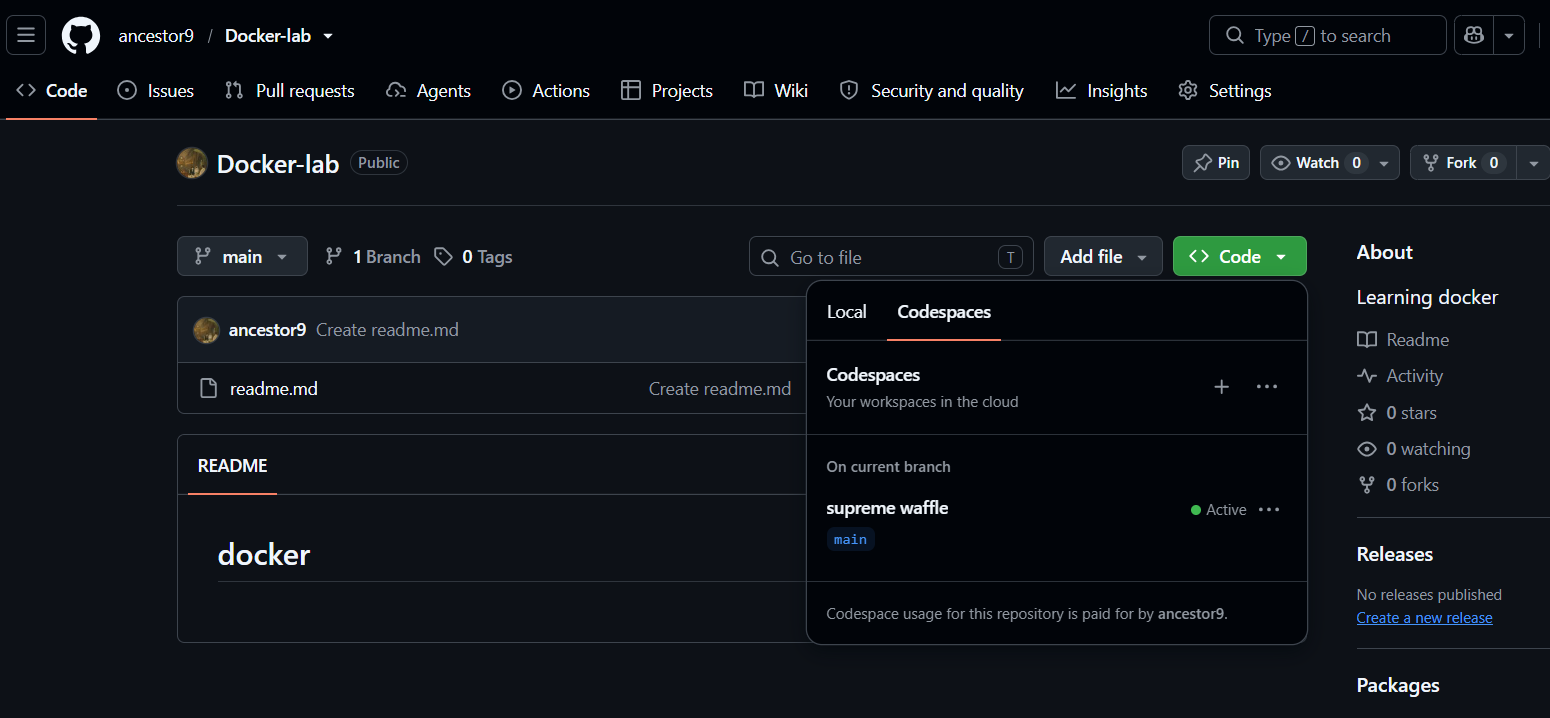 ancestor9 / Docker-lab
Type / to search
Code Issues Pull requests Agents Actions Projects Wiki Security and quality Insights Settings
Docker-lab Public
Pin Watch 0 Fork 0
main 1 Branch 0 Tags
Go to file T Add file Code
ancestor9 Create readme.md
readme.md Create readme.md
README
docker
Local Codespaces
Codespaces
Your workspaces in the cloud
On current branch
supreme waffle Active
main
Codespace usage for this repository is paid for by ancestor9.
About
Learning docker
Readme
Activity
0 stars
0 watching
0 forks
Releases
No releases published
Create a new release
Packages